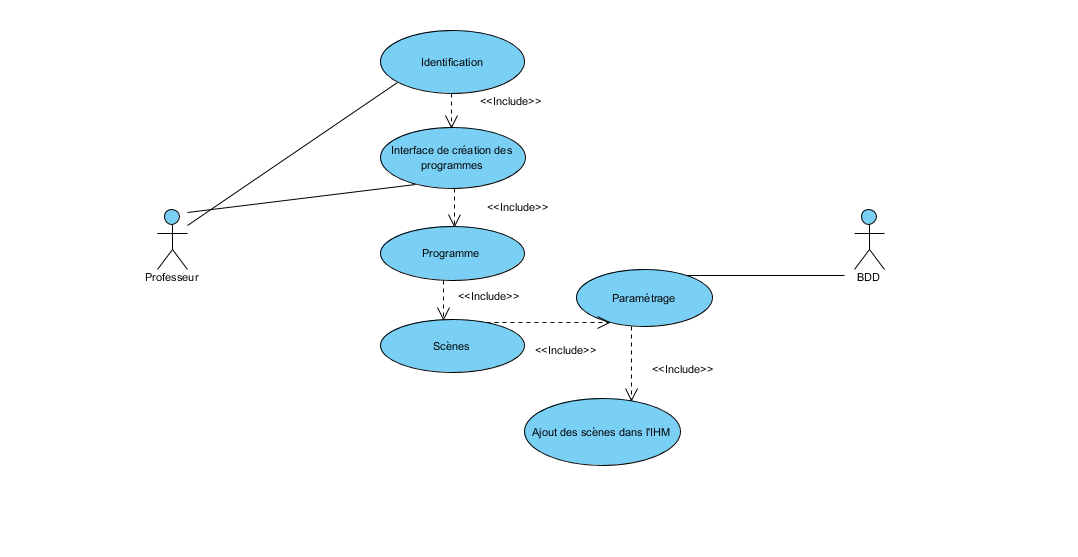 Identification
<<Include>>
Interface de création des
programmes
<<Include>>
Professeur
Programme
BDD
<<Include>>
Paramétrage
Scènes
<<Include>>
<<Include>>
Ajout des scènes dans l'IHM